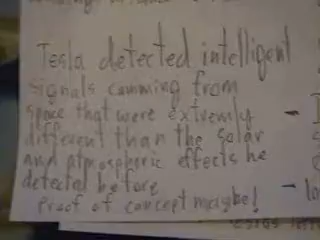 Tesla detected intelligent
signals comming from
space that were extremly -
different than the solar
and atmospheric effects he
detected before -
Proof of concept maybe!